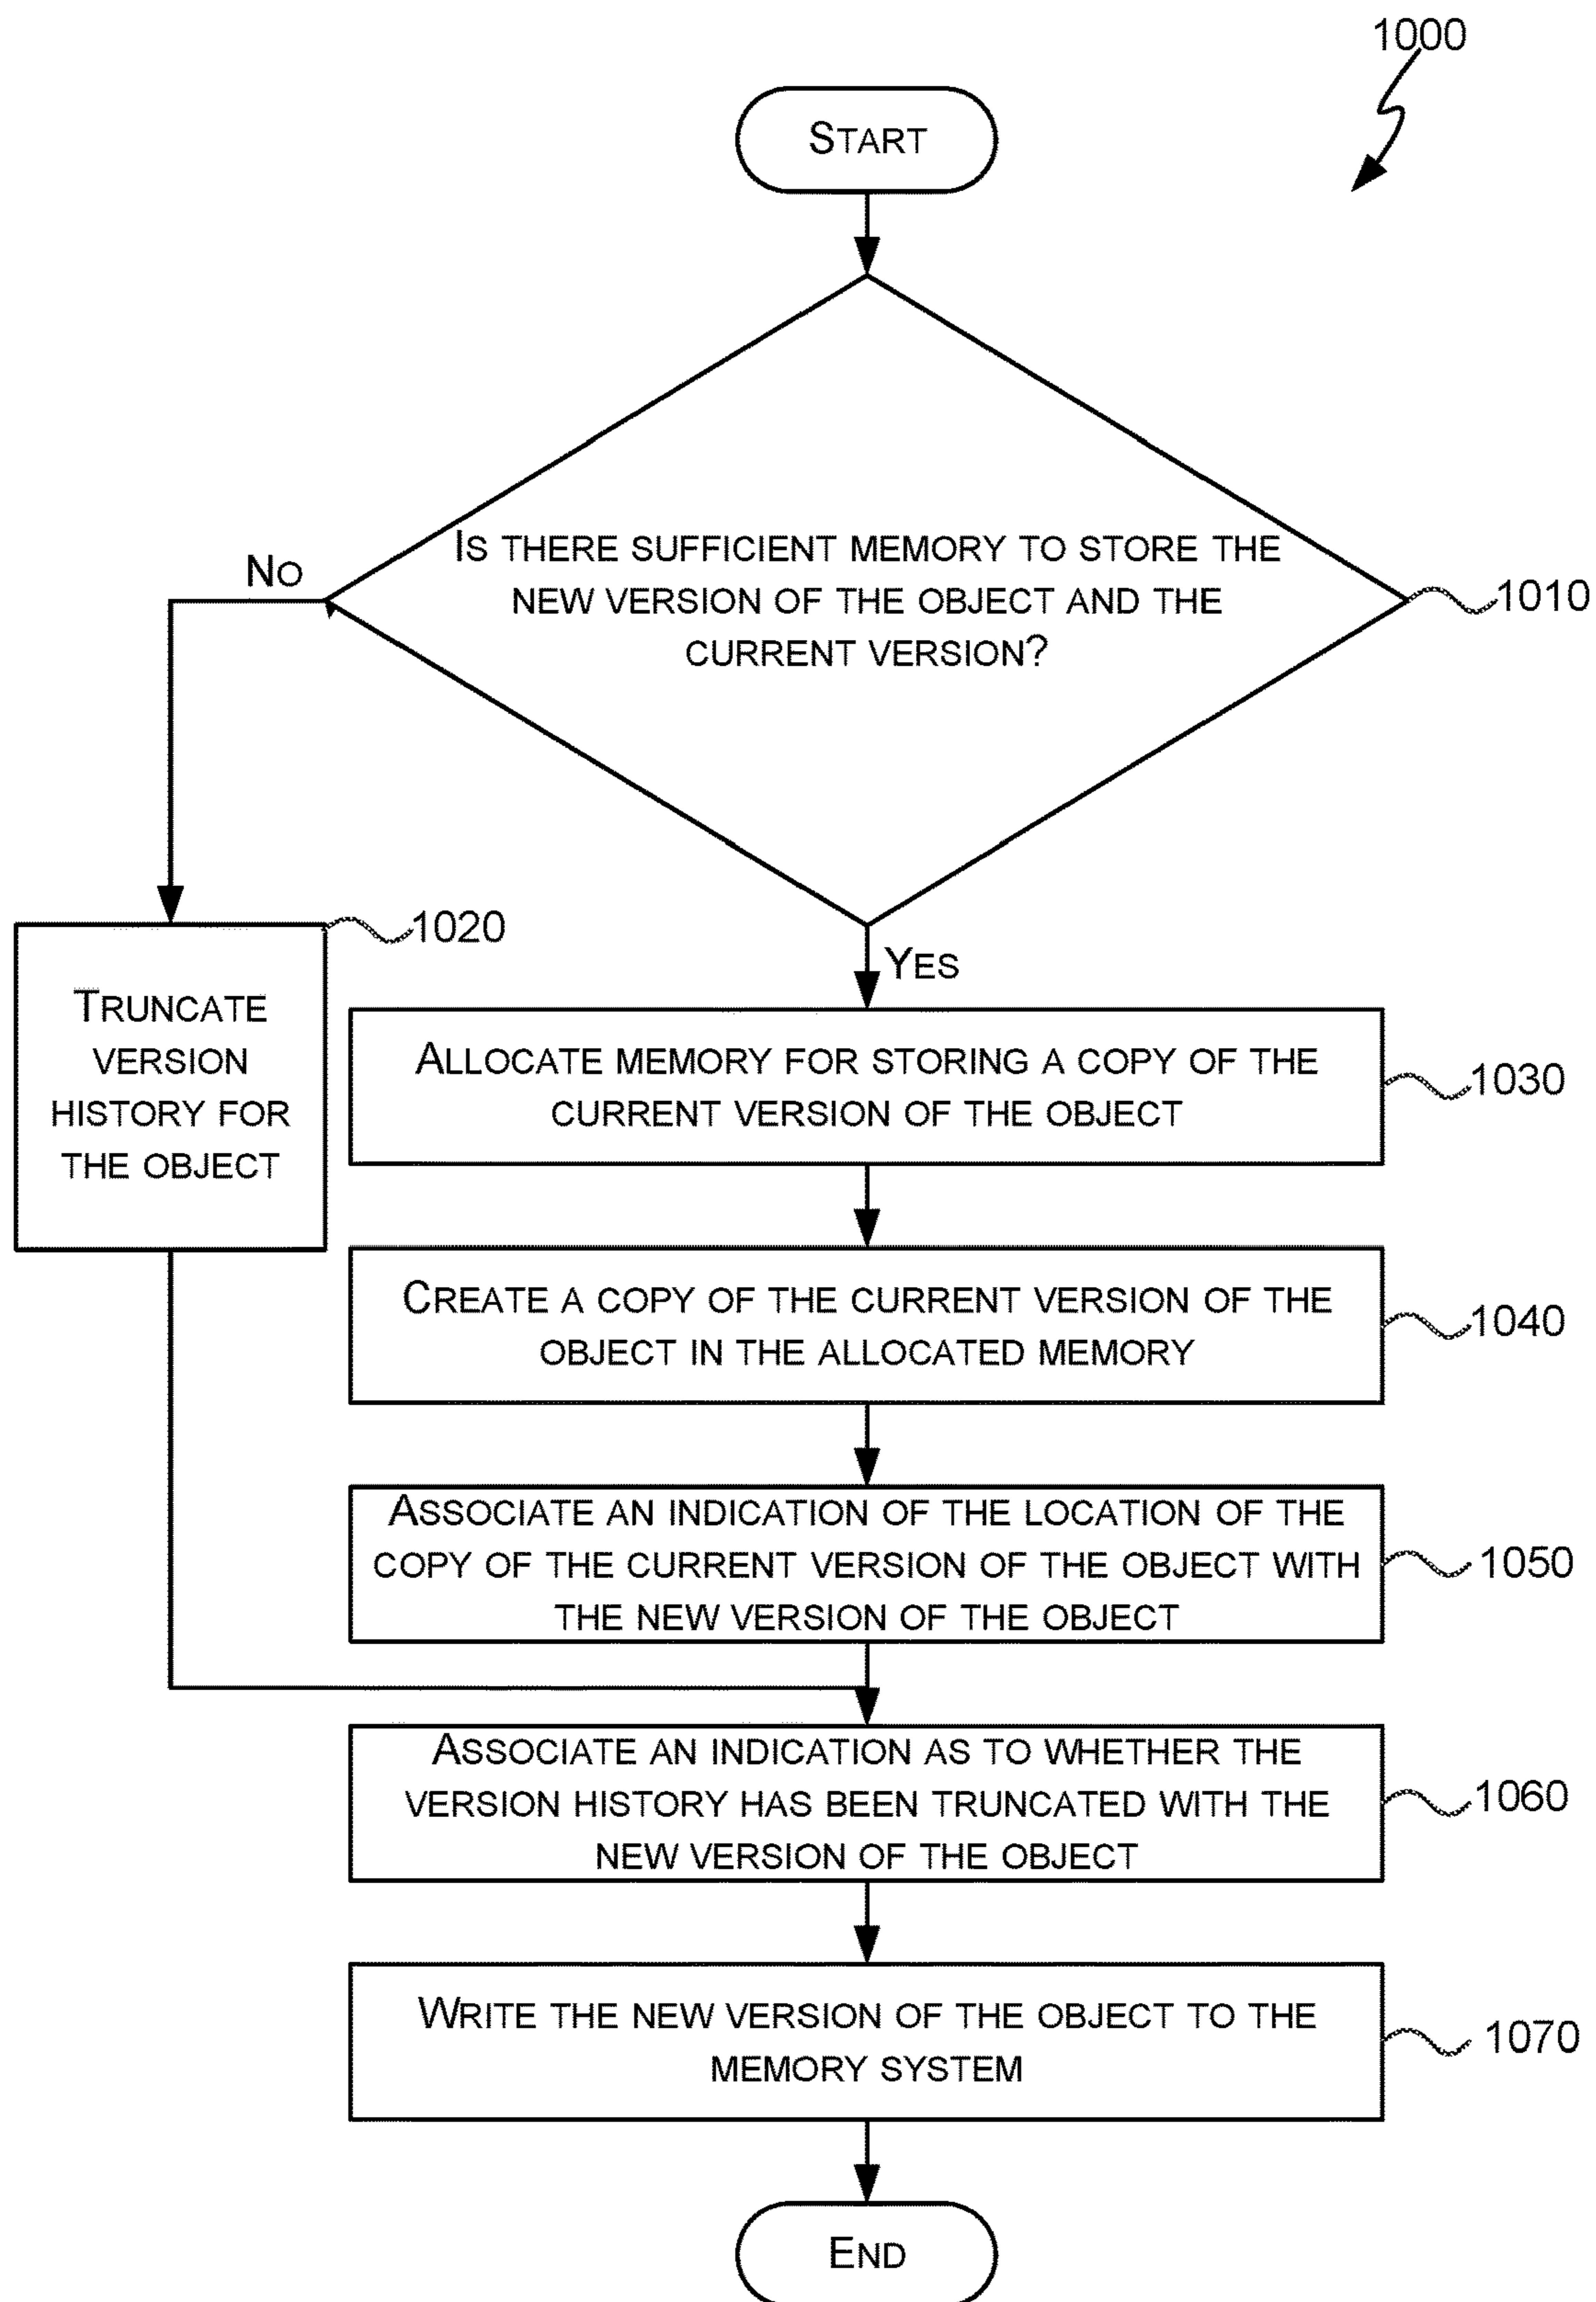 1000
START
IS THERE SUFFICIENT MEMORY TO STORE THE
NEW VERSION OF THE OBJECT AND THE
CURRENT VERSION?
1010
NO
YES
1020
TRUNCATE
VERSION
HISTORY FOR
THE OBJECT
ALLOCATE MEMORY FOR STORING A COPY OF THE
CURRENT VERSION OF THE OBJECT
1030
CREATE A COPY OF THE CURRENT VERSION OF THE
OBJECT IN THE ALLOCATED MEMORY
1040
ASSOCIATE AN INDICATION OF THE LOCATION OF THE
COPY OF THE CURRENT VERSION OF THE OBJECT WITH
THE NEW VERSION OF THE OBJECT
1050
ASSOCIATE AN INDICATION AS TO WHETHER THE
VERSION HISTORY HAS BEEN TRUNCATED WITH THE
NEW VERSION OF THE OBJECT
1060
WRITE THE NEW VERSION OF THE OBJECT TO THE
MEMORY SYSTEM
1070
END